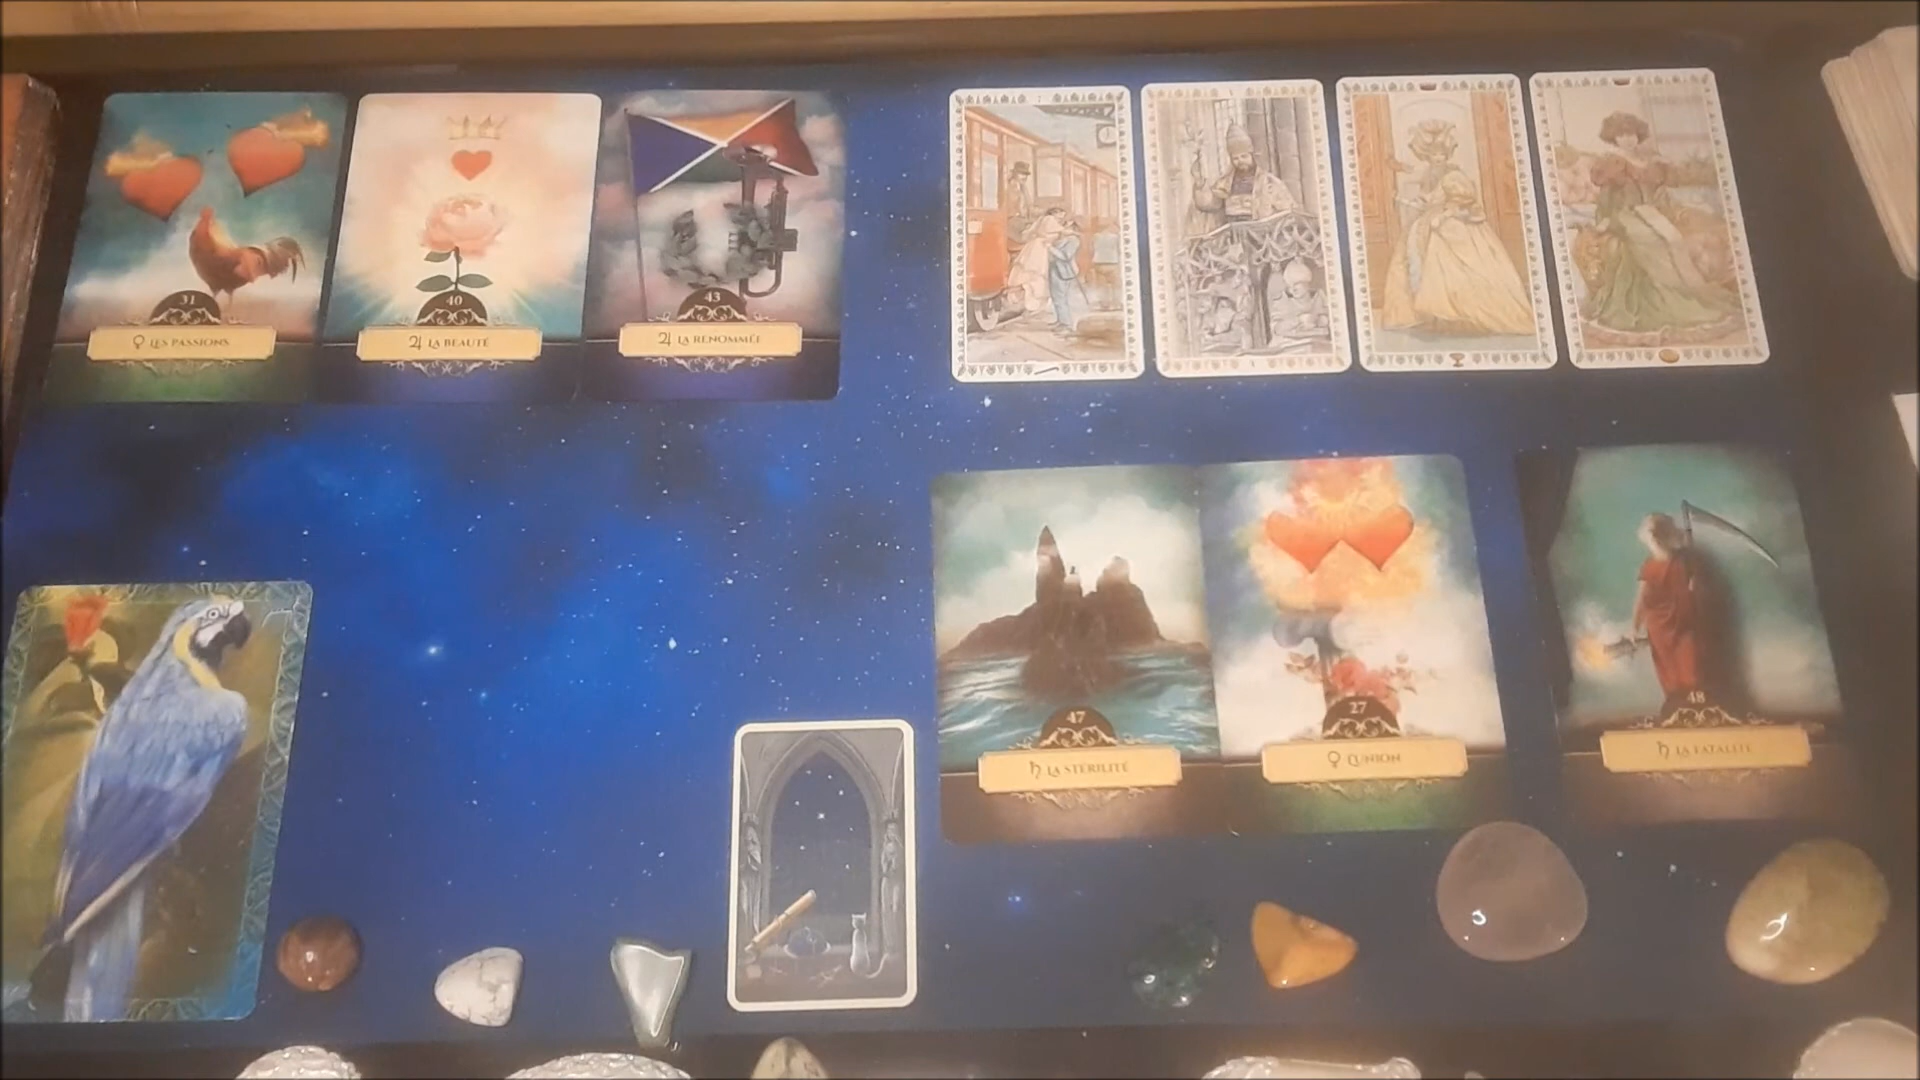 31
♀ LES PASSIONS
40
♃ LA BEAUTÉ
43
♃ LA RENOMMÉE
47
♄ LA STÉRILITÉ
27
♀ L'UNION
48
♄ LA FATALITÉ